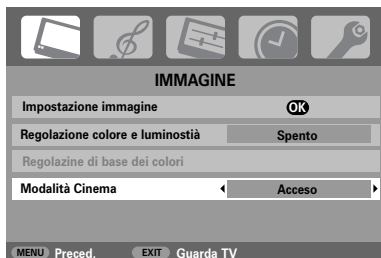 IMMAGINE
Impostazione immagine OK
Regolazione colore e luminostià Spento
Regolazine di base dei colori
Modalità Cinema Acceso
MENU Preced. EXIT Guarda TV